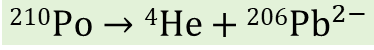 ²¹⁰Po → ⁴He + ²⁰⁶Pb²⁻